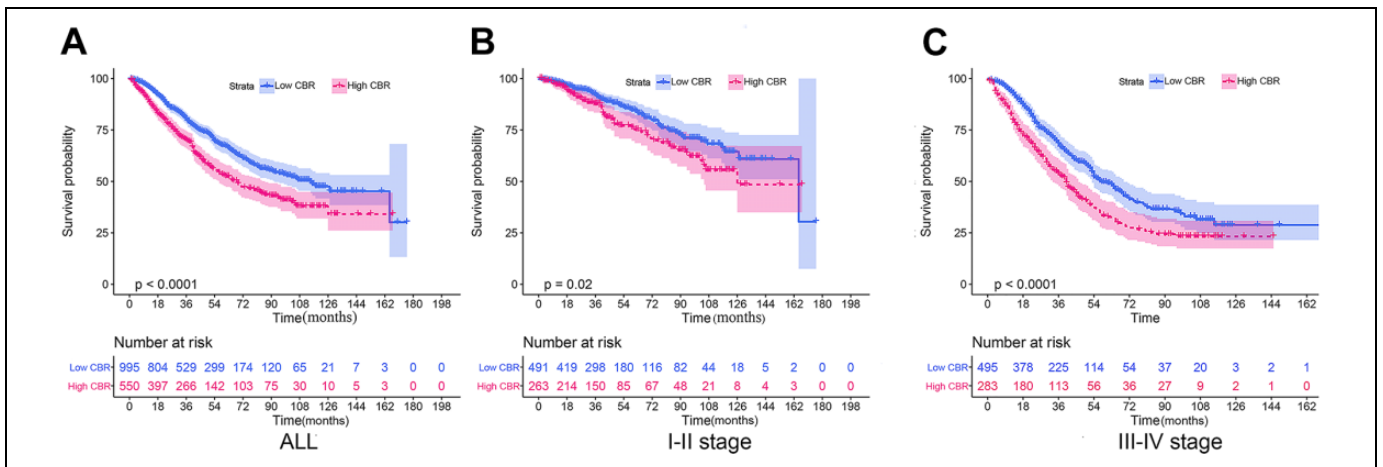 A
Strata Low CBR High CBR
Survival probability
100
75
50
25
0
p < 0.0001
0 18 36 54 72 90 108 126 144 162 180 198
Time(months)
Number at risk
Low CBR 995 804 529 299 174 120 65 21 7 3 0 0
High CBR 550 397 266 142 103 75 30 10 5 3 0 0
0 18 36 54 72 90 108 126 144 162 180 198
Time(months)
ALL
B
Strata Low CBR High CBR
Survival probability
100
75
50
25
0
p = 0.02
0 18 36 54 72 90 108 126 144 162 180 198
Time(months)
Number at risk
Low CBR 491 419 298 180 116 82 44 18 5 2 0 0
High CBR 263 214 150 85 67 48 21 8 4 3 0 0
0 18 36 54 72 90 108 126 144 162 180 198
Time(months)
I-II stage
C
Strata Low CBR High CBR
Survival probability
100
75
50
25
0
p < 0.0001
0 18 36 54 72 90 108 126 144 162
Time
Number at risk
Low CBR 495 378 225 114 54 37 20 3 2 1
High CBR 283 180 113 56 36 27 9 2 1 0
0 18 36 54 72 90 108 126 144 162
Time(months)
III-IV stage